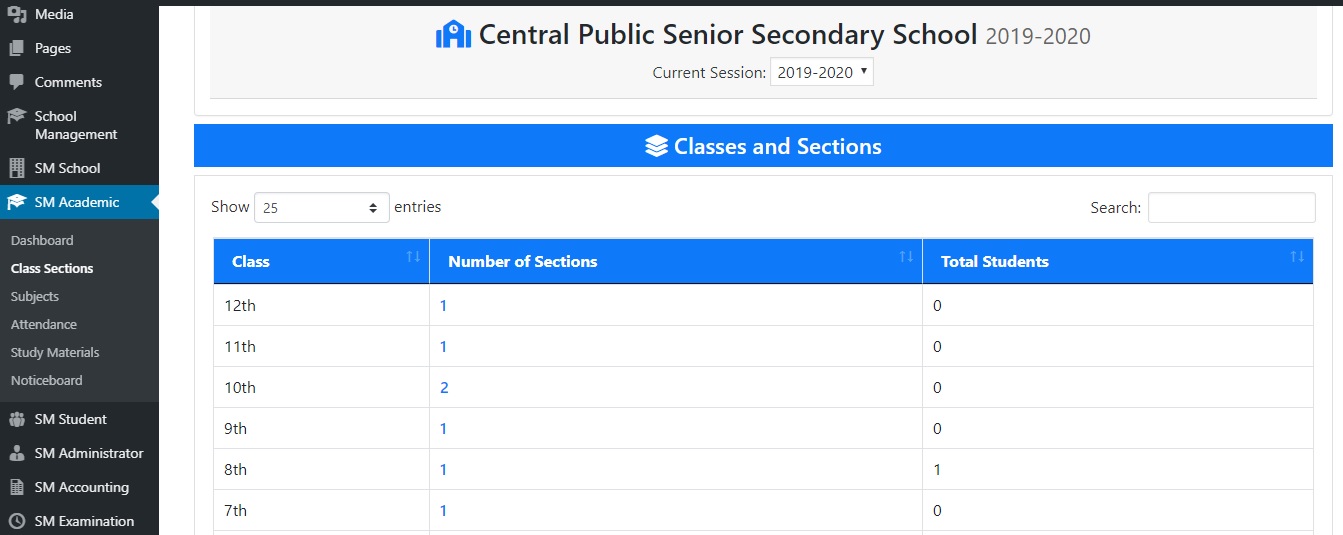 Media
Pages
Comments
School
Management
SM School
SM Academic
Dashboard
Class Sections
Subjects
Attendance
Study Materials
Noticeboard
SM Student
SM Administrator
SM Accounting
SM Examination
Central Public Senior Secondary School 2019-2020
Current Session: 2019-2020
Classes and Sections
Show 25 entries Search:
Class Number of Sections Total Students
12th 1 0
11th 1 0
10th 2 0
9th 1 0
8th 1 1
7th 1 0